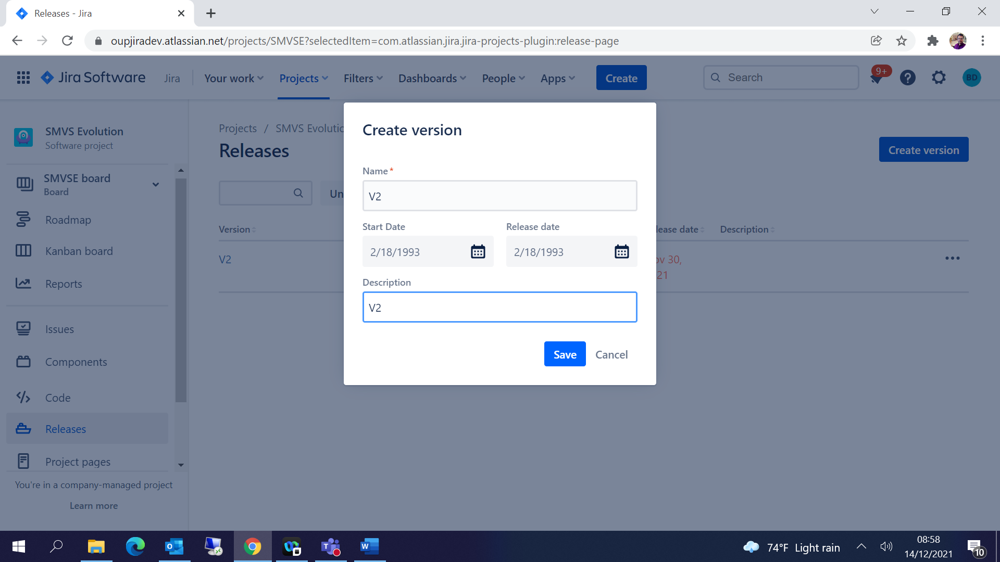 Releases - Jira
oupjiradev.atlassian.net/projects/SMVSE?selectedItem=com.atlassian.jira.jira-projects-plugin:release-page
Jira Software
Jira
Your work
Projects
Filters
Dashboards
People
Apps
Create
Search
9+
BD
SMVS Evolution
Software project
SMVSE board
Board
Roadmap
Kanban board
Reports
Issues
Components
Code
Releases
Project pages
You're in a company-managed project
Learn more
Projects / SMVS Evolutio
Releases
Create version
Un
Version
lease date
Description
V2
ov 30,
21
Create version
Name *
V2
Start Date
Release date
2/18/1993
2/18/1993
Description
V2
Save
Cancel
74°F Light rain
08:58
14/12/2021
10